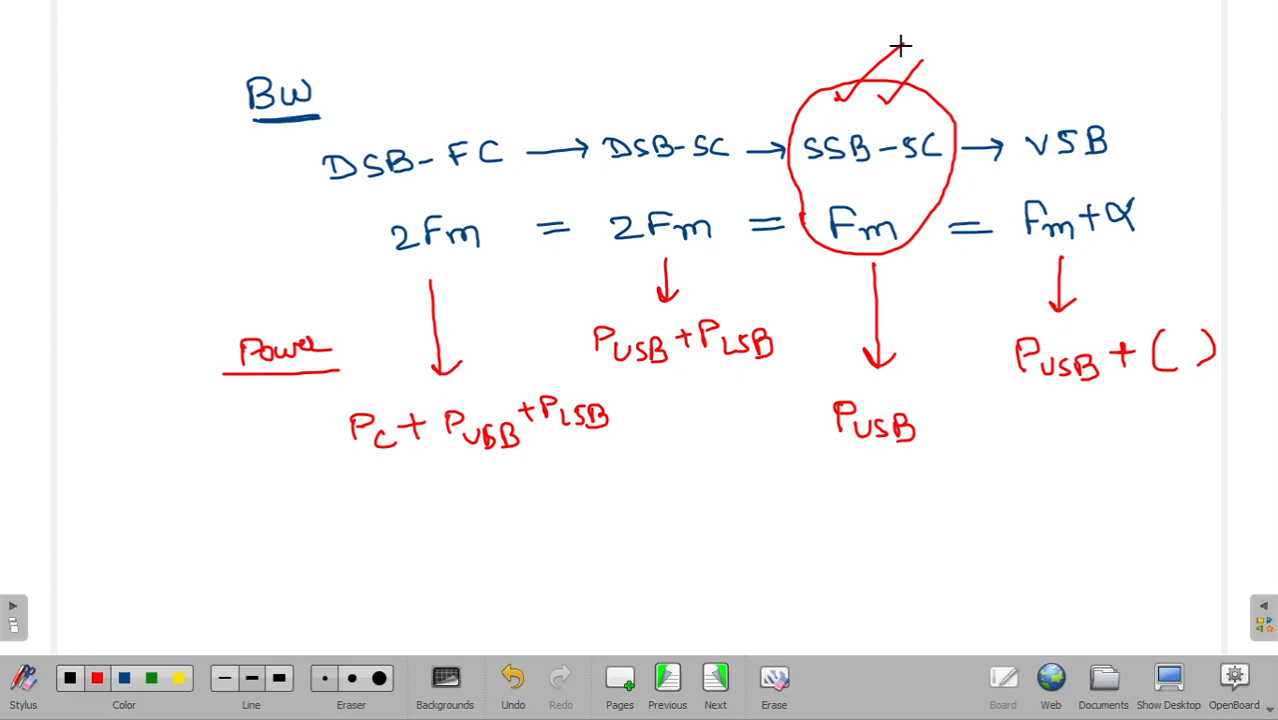 BW
DSB-FC → DSB-SC → SSB-SC → VSB
2Fm = 2Fm = Fm = Fm+α
Power
PUSB+PLSB
PUSB + ( )
PC + PUSB +PLSB
PUSB
Stylus Color Line Eraser Backgrounds Undo Redo Pages Previous Next Erase Board Web Documents Show Desktop OpenBoard